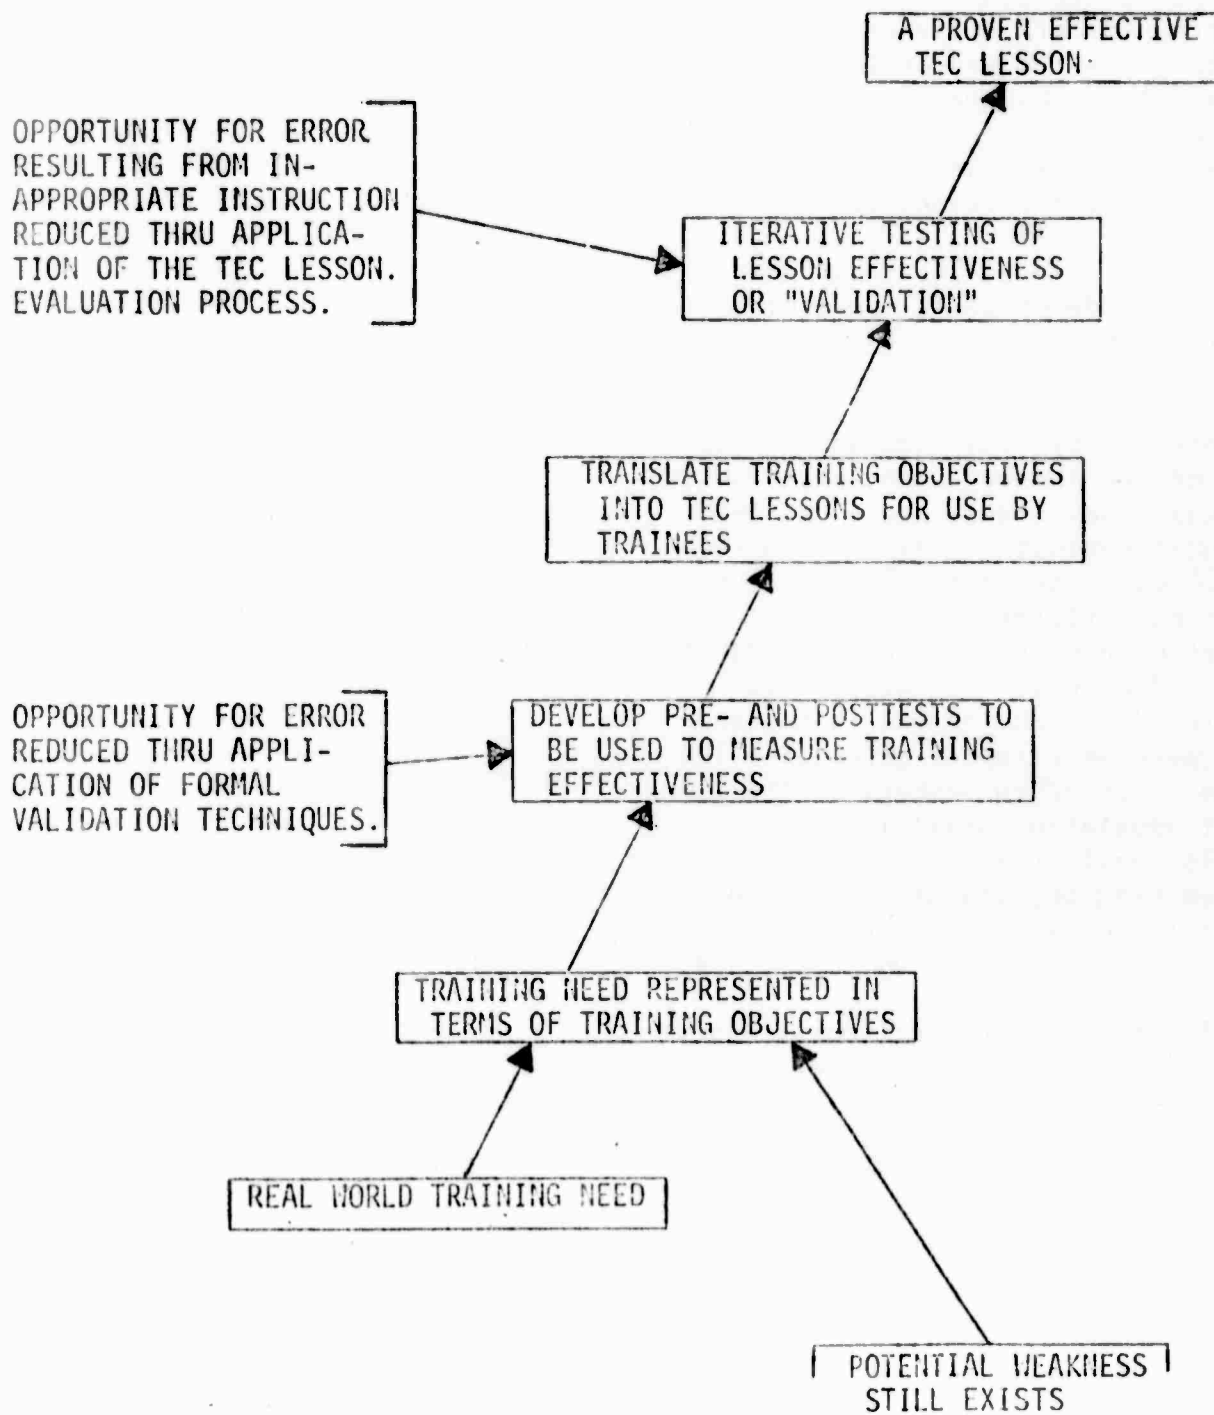 A PROVEN EFFECTIVE
TEC LESSON
OPPORTUNITY FOR ERROR
RESULTING FROM IN-
APPROPRIATE INSTRUCTION
REDUCED THRU APPLICA-
TION OF THE TEC LESSON.
EVALUATION PROCESS.
ITERATIVE TESTING OF
LESSON EFFECTIVENESS
OR "VALIDATION"
TRANSLATE TRAINING OBJECTIVES
INTO TEC LESSONS FOR USE BY
TRAINEES
OPPORTUNITY FOR ERROR
REDUCED THRU APPLI-
CATION OF FORMAL
VALIDATION TECHNIQUES.
DEVELOP PRE- AND POSTTESTS TO
BE USED TO MEASURE TRAINING
EFFECTIVENESS
TRAINING NEED REPRESENTED IN
TERMS OF TRAINING OBJECTIVES
REAL WORLD TRAINING NEED
POTENTIAL WEAKNESS
STILL EXISTS